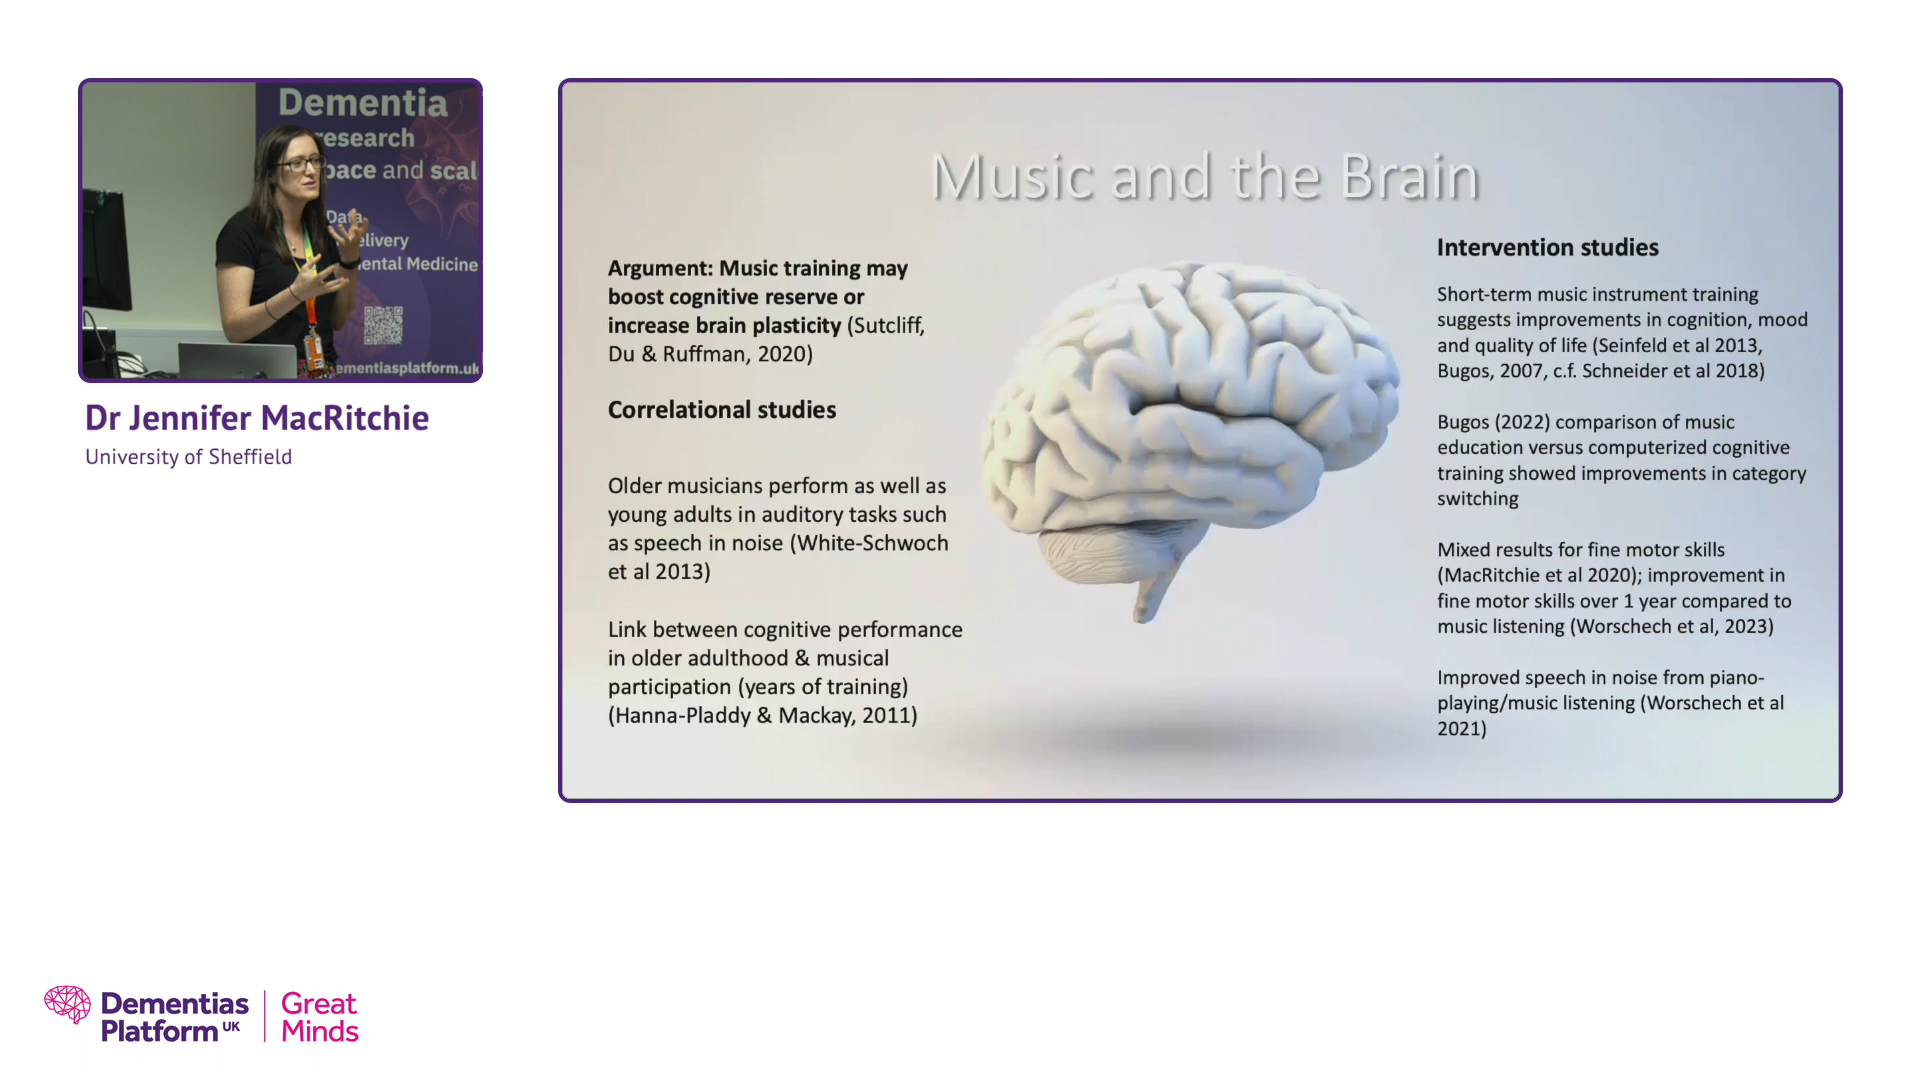 Dementia
research
pace and scal
Data
elivery
ental Medicine
ementiasplatform.uk
Dr Jennifer MacRitchie
University of Sheffield
Music and the Brain
Argument: Music training may
boost cognitive reserve or
increase brain plasticity (Sutcliff,
Du & Ruffman, 2020)
Correlational studies
Older musicians perform as well as
young adults in auditory tasks such
as speech in noise (White-Schwoch
et al 2013)
Link between cognitive performance
in older adulthood & musical
participation (years of training)
(Hanna-Pladdy & Mackay, 2011)
Intervention studies
Short-term music instrument training
suggests improvements in cognition, mood
and quality of life (Seinfeld et al 2013,
Bugos, 2007, c.f. Schneider et al 2018)
Bugos (2022) comparison of music
education versus computerized cognitive
training showed improvements in category
switching
Mixed results for fine motor skills
(MacRitchie et al 2020); improvement in
fine motor skills over 1 year compared to
music listening (Worschech et al, 2023)
Improved speech in noise from piano-
playing/music listening (Worschech et al
2021)
Dementias
Platform UK
Great
Minds